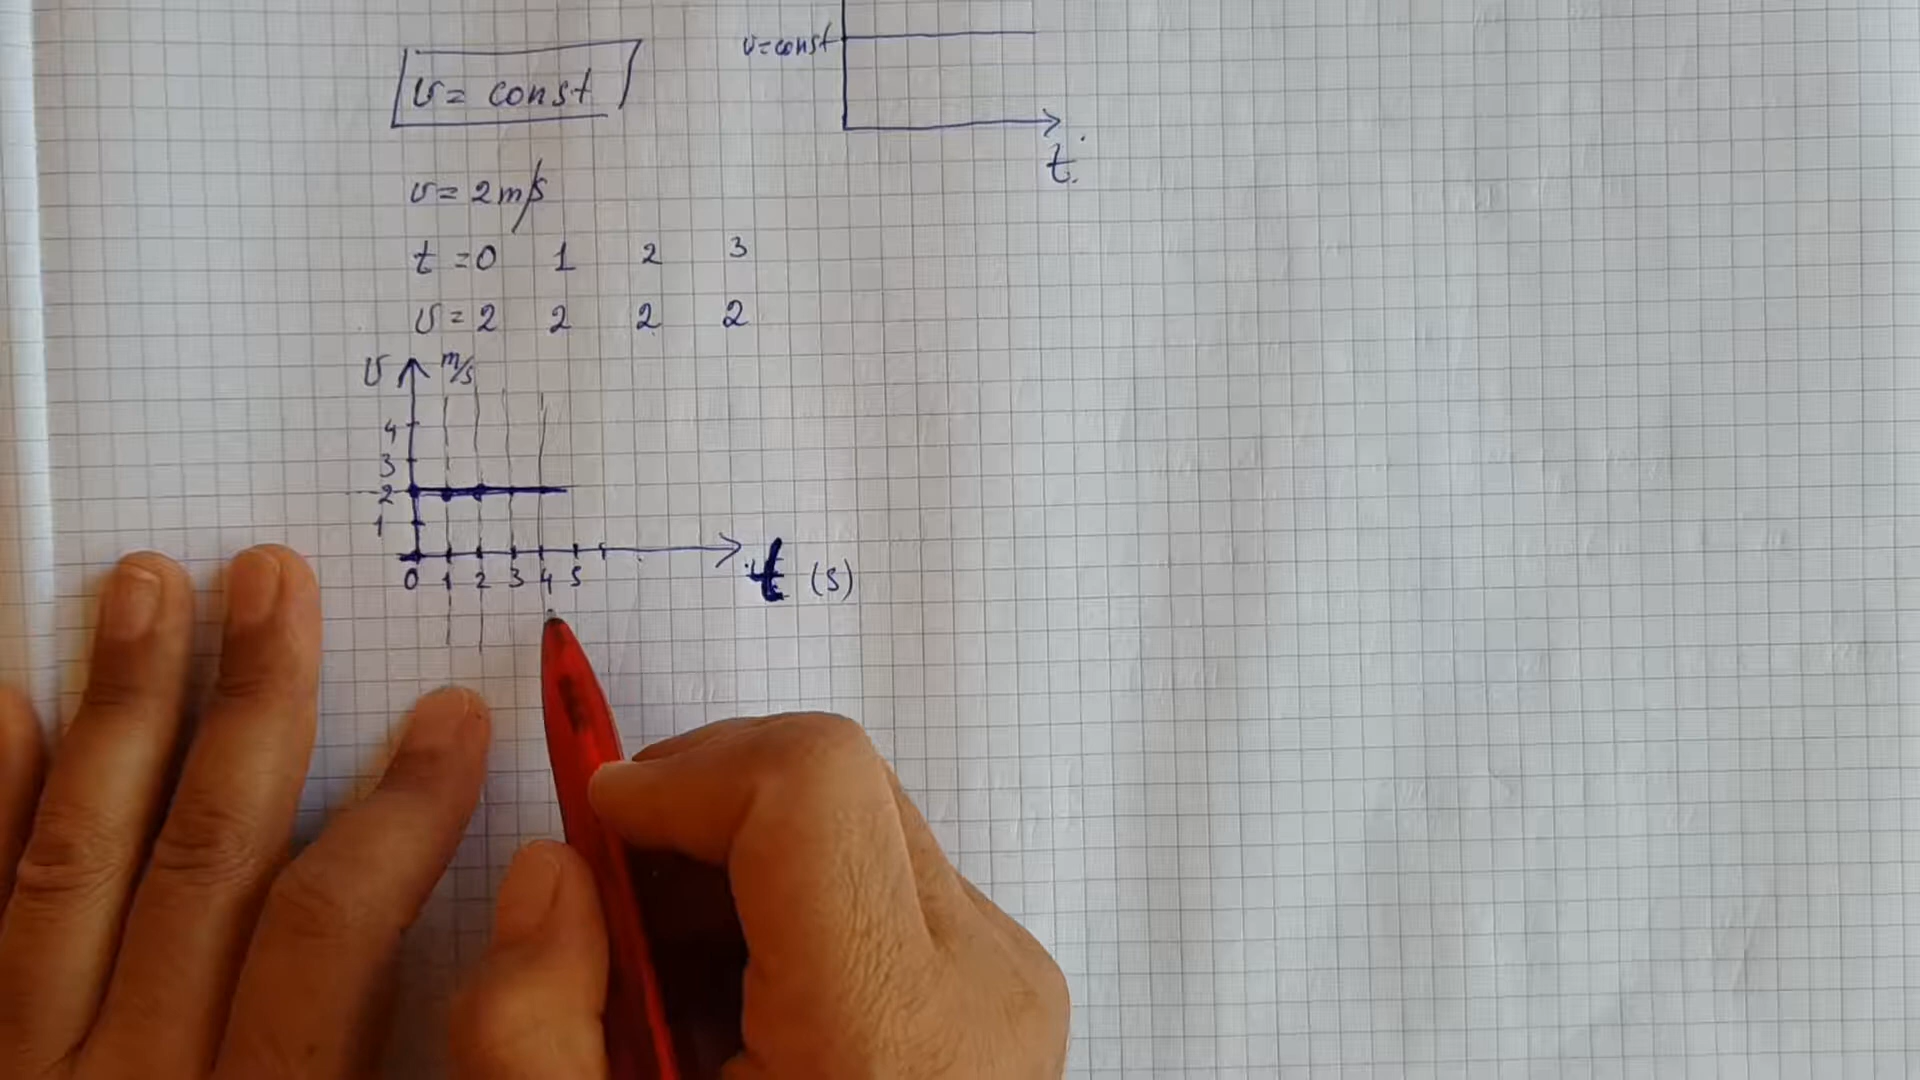 v = const
v = const
t
v = 2 m/s
t = 0 1 2 3
v = 2 2 2 2
v m/s
4
3
2
1
0 1 2 3 4 5
t (s)